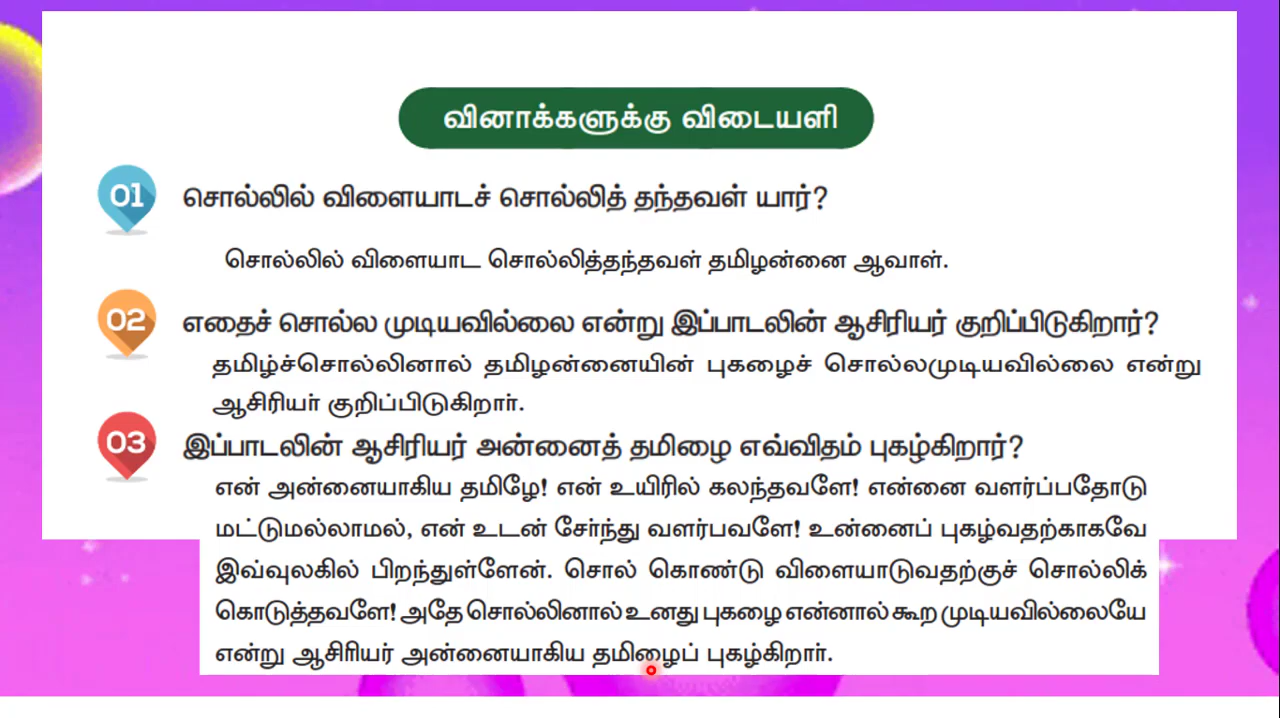 வினாக்களுக்கு விடையளி
01 சொல்லில் விளையாடச் சொல்லித் தந்தவள் யார்?
சொல்லில் விளையாட சொல்லித்தந்தவள் தமிழன்னை ஆவாள்.
02 எதைச் சொல்ல முடியவில்லை என்று இப்பாடலின் ஆசிரியர் குறிப்பிடுகிறார்?
தமிழ்ச்சொல்லினால் தமிழன்னையின் புகழைச் சொல்லமுடியவில்லை என்று
ஆசிரியர் குறிப்பிடுகிறார்.
03 இப்பாடலின் ஆசிரியர் அன்னைத் தமிழை எவ்விதம் புகழ்கிறார்?
என் அன்னையாகிய தமிழே! என் உயிரில் கலந்தவளே! என்னை வளர்ப்பதோடு
மட்டுமல்லாமல், என் உடன் சேர்ந்து வளர்பவளே! உன்னைப் புகழ்வதற்காகவே
இவ்வுலகில் பிறந்துள்ளேன். சொல் கொண்டு விளையாடுவதற்குச் சொல்லிக்
கொடுத்தவளே! அதே சொல்லினால் உனது புகழை என்னால் கூற முடியவில்லையே
என்று ஆசிரியர் அன்னையாகிய தமிழைப் புகழ்கிறார்.